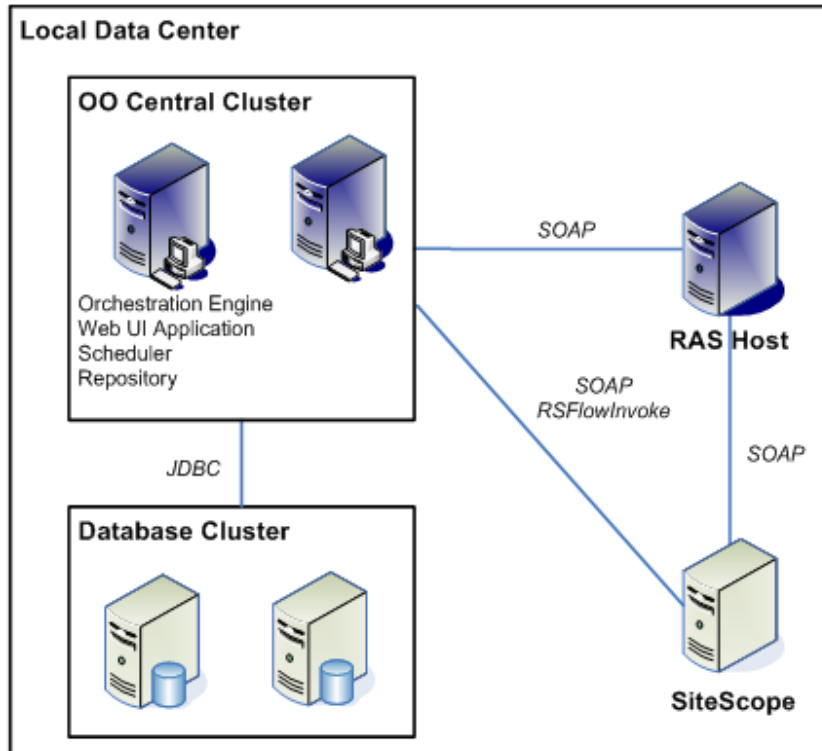 Local Data Center
OO Central Cluster
Orchestration Engine
Web UI Application
Scheduler
Repository
SOAP
RAS Host
SOAP
RSFlowInvoke
SOAP
JDBC
Database Cluster
SiteScope